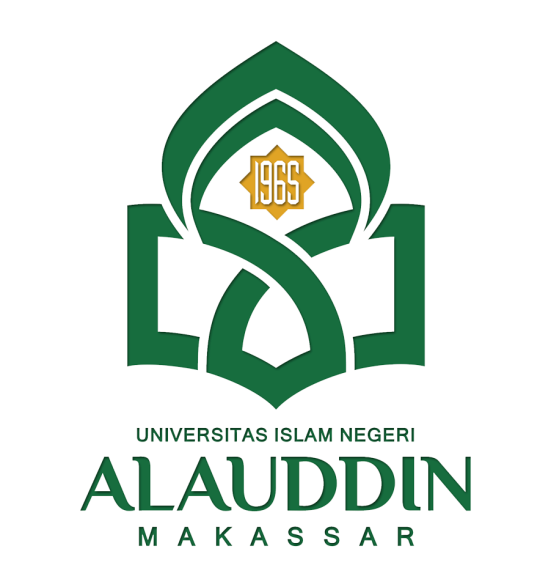 1965
UNIVERSITAS ISLAM NEGERI
ALAUDDIN
MAKASSAR